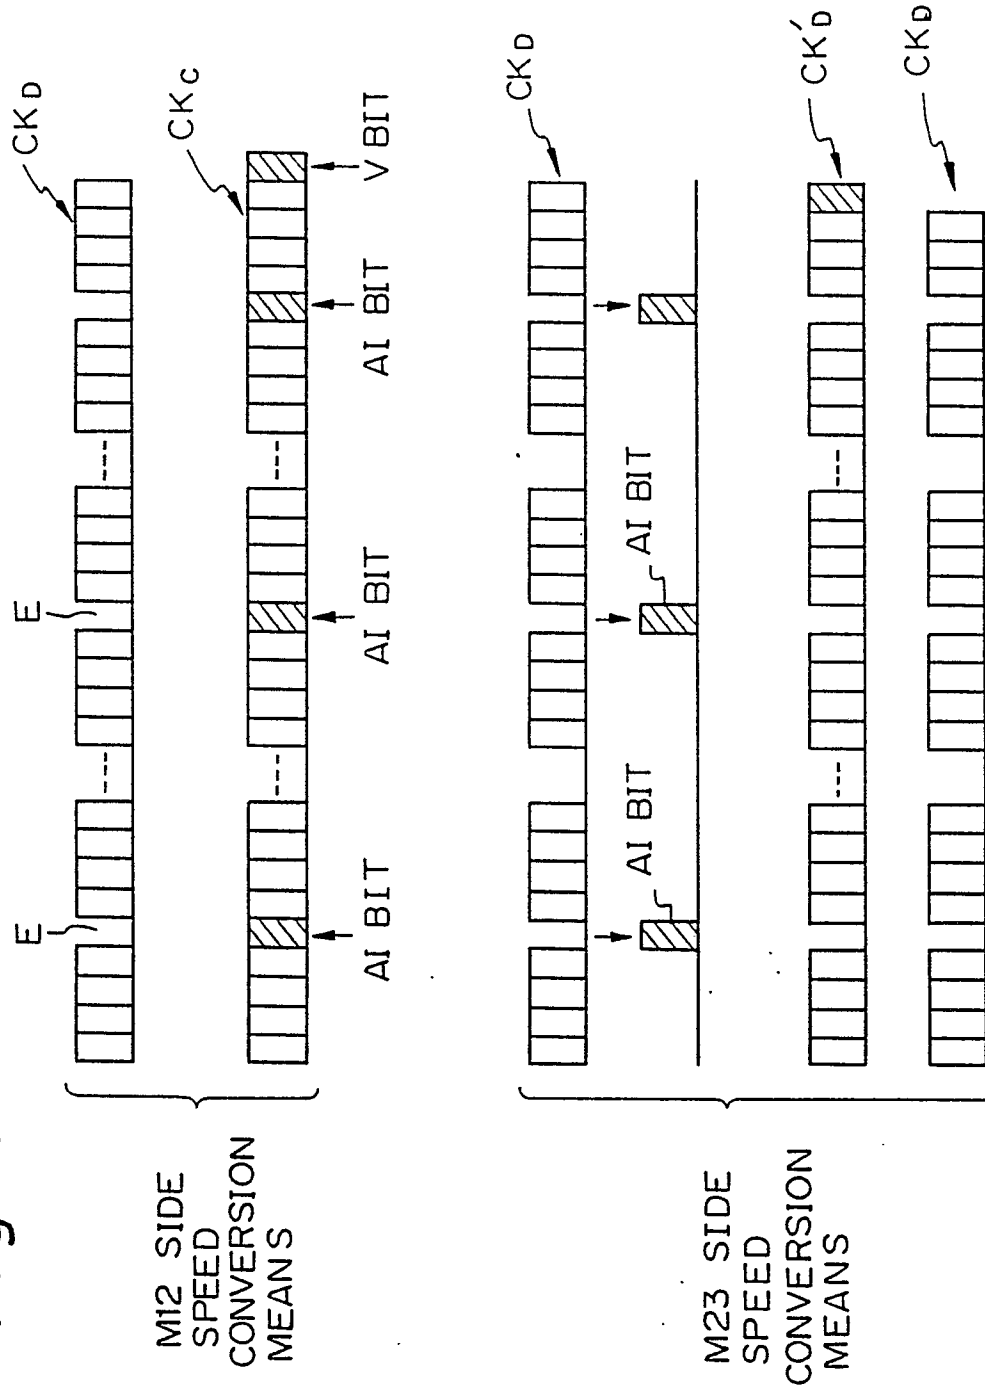 CKD
E
E
CKC
AI BIT
AI BIT
AI BIT
V BIT
M12 SIDE
SPEED
CONVERSION
MEANS
CKD
AI BIT
AI BIT
CK'D
CKD
M23 SIDE
SPEED
CONVERSION
MEANS